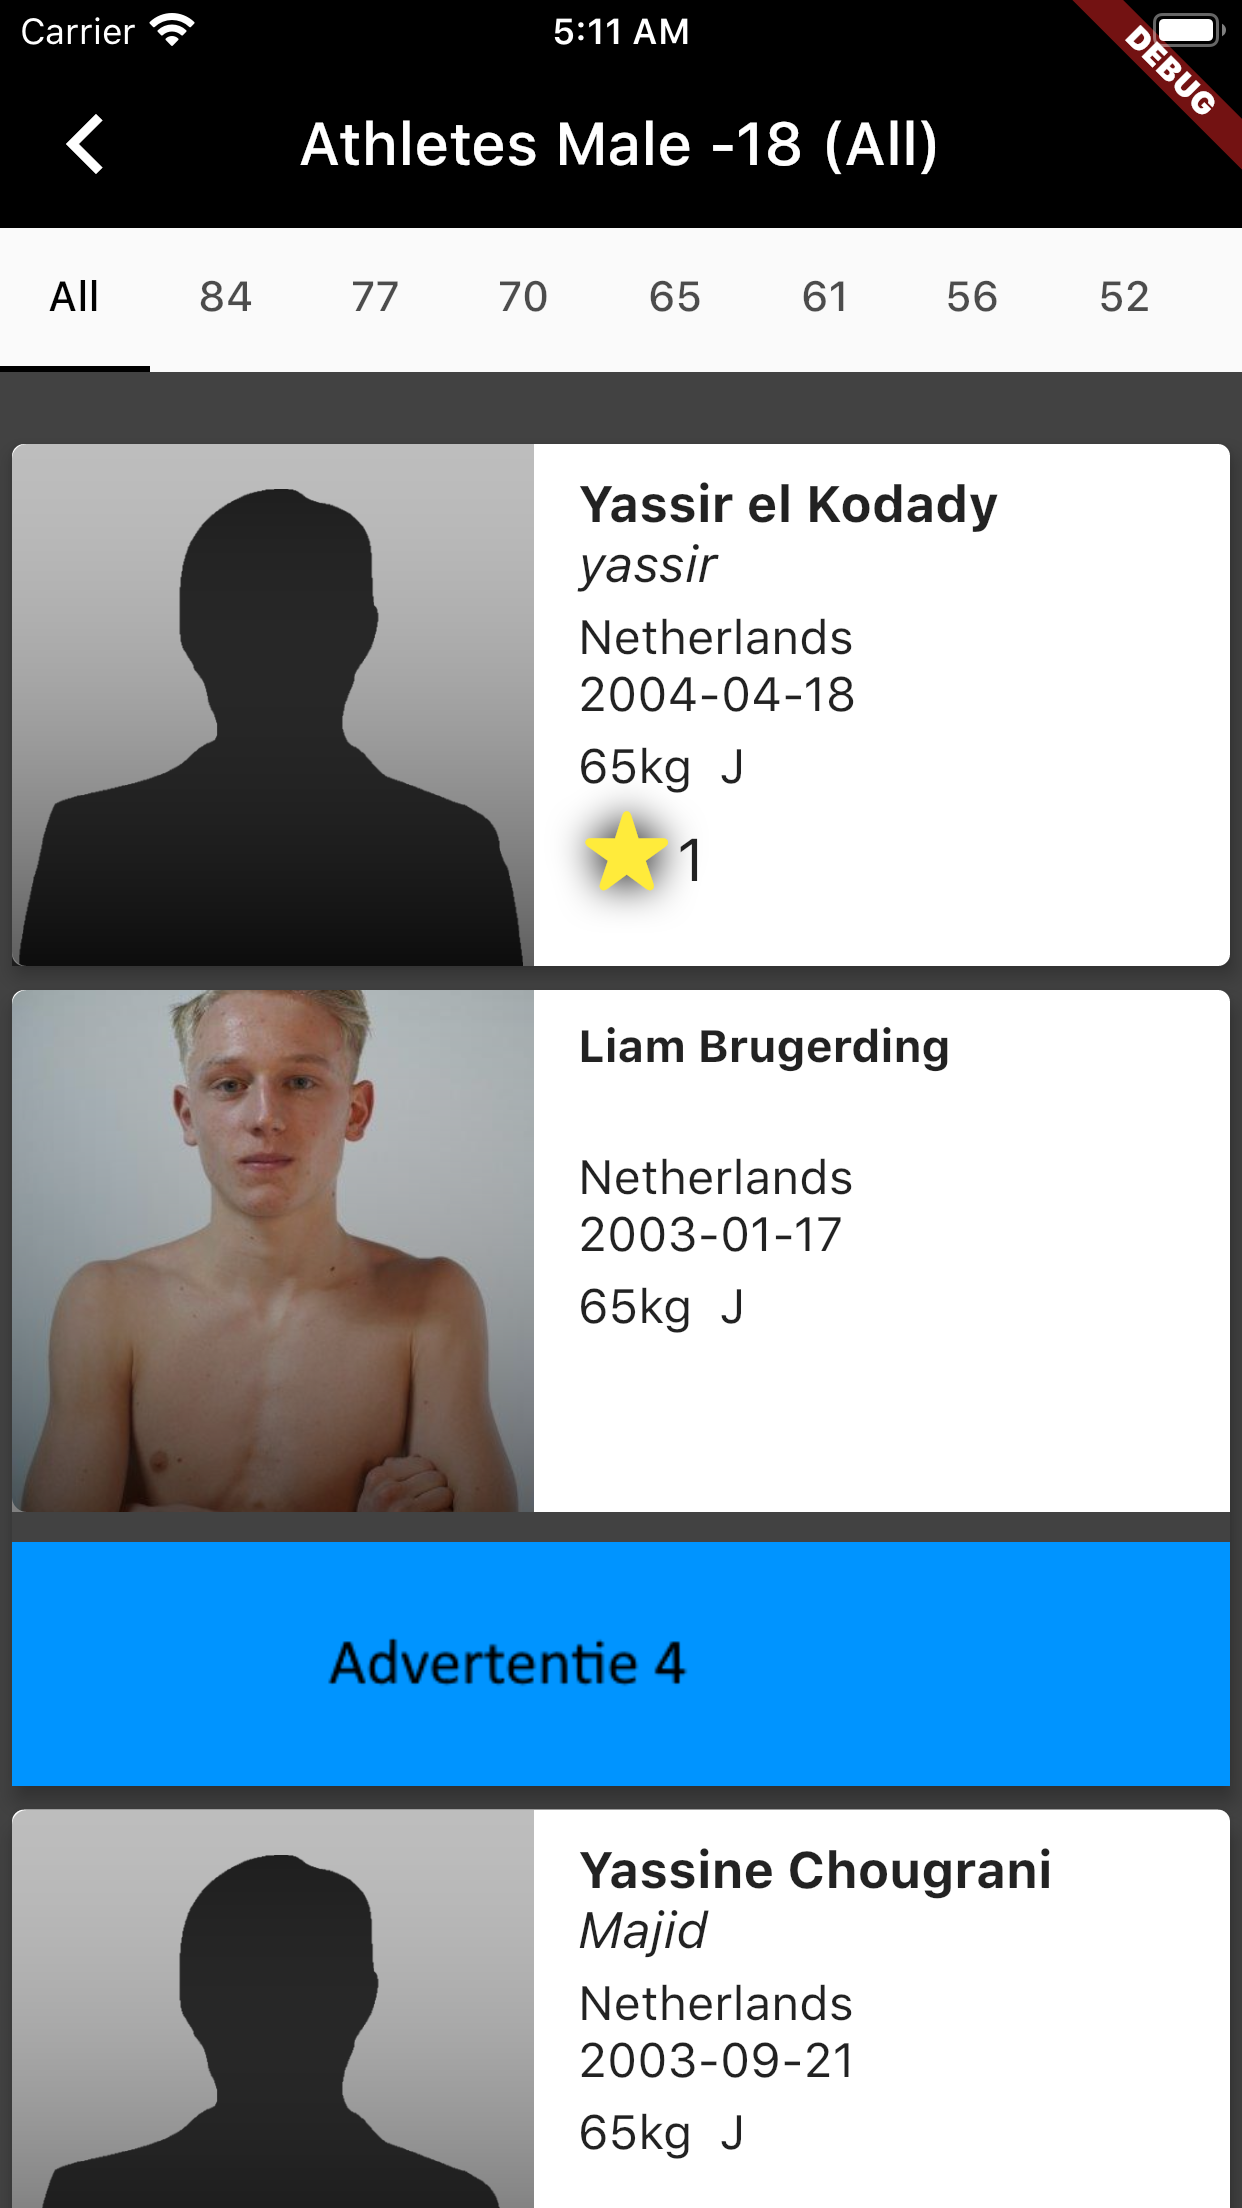 Carrier 5:11 AM
DEBUG
Athletes Male -18 (All)
All 84 77 70 65 61 56 52
Yassir el Kodady
yassir
Netherlands
2004-04-18
65kg J
1
Liam Brugerding
Netherlands
2003-01-17
65kg J
Advertentie 4
Yassine Chougrani
Majid
Netherlands
2003-09-21
65kg J